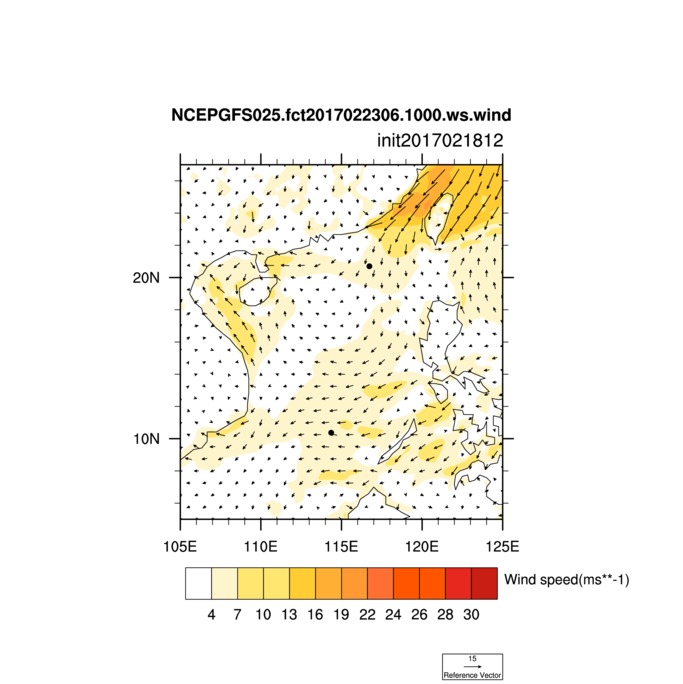 NCEPGFS025.fct2017022306.1000.ws.wind
init2017021812
20N
10N
105E 110E 115E 120E 125E
Wind speed(ms**-1)
4 7 10 13 16 19 22 24 26 28 30
15
Reference Vector